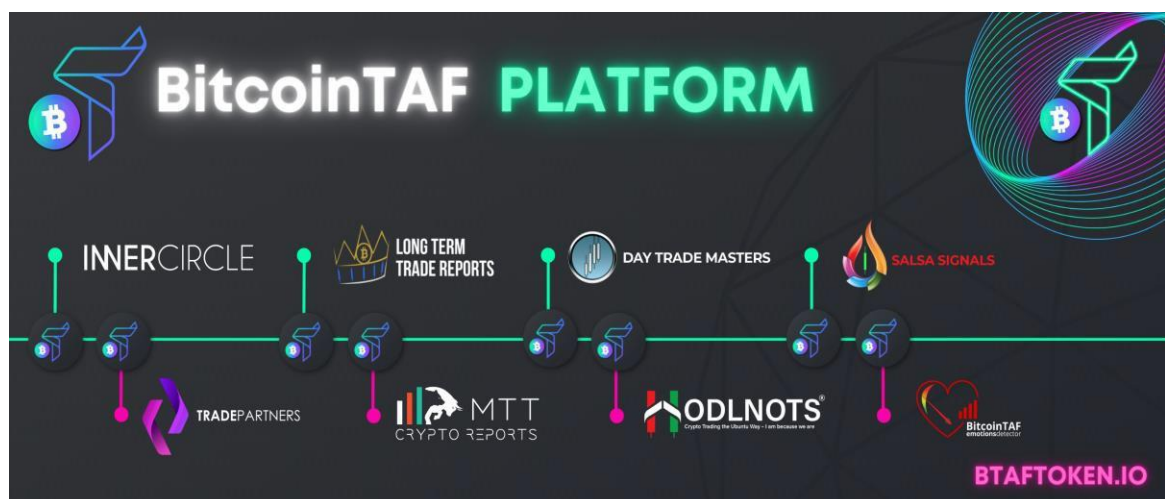 BitcoinTAF PLATFORM
INNERCIRCLE
LONG TERM
TRADE REPORTS
DAY TRADE MASTERS
SALSA SIGNALS
TRADEPARTNERS
MTT
CRYPTO REPORTS
HODLNOTS®
Crypto Trading the Ubuntu Way – I am because we are
BitcoinTAF
emotionsdetector
BTAFTOKEN.IO